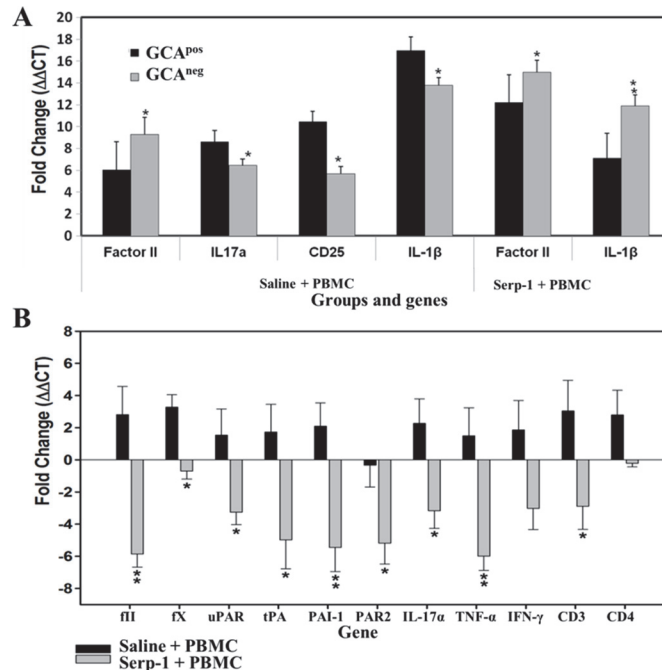 A
Fold Change (ΔΔCT)
20
18
16
14
12
10
8
6
4
2
0
GCApos
GCAneg
* * * * * **
Factor II IL17a CD25 IL-1β Factor II IL-1β
Saline + PBMC Serp-1 + PBMC
Groups and genes
B
Fold Change (ΔΔCT)
8
6
4
2
0
-2
-4
-6
-8
** * * * ** * * ** *
fII fX uPAR tPA PAI-1 PAR2 IL-17α TNF-α IFN-γ CD3 CD4
Gene
Saline + PBMC
Serp-1 + PBMC